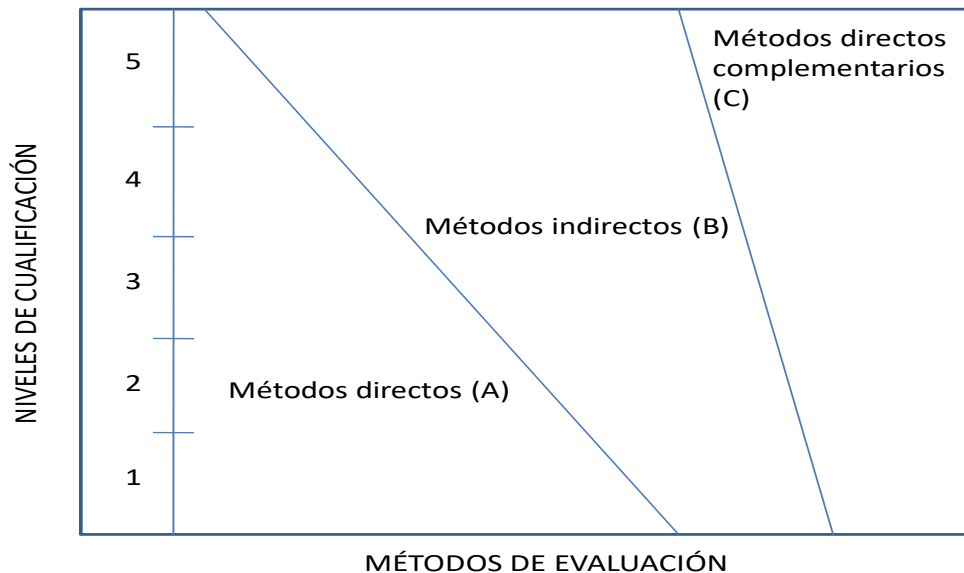 Métodos directos
complementarios
(C)
5
4
Métodos indirectos (B)
3
2
Métodos directos (A)
1
NIVELES DE CUALIFICACIÓN
MÉTODOS DE EVALUACIÓN